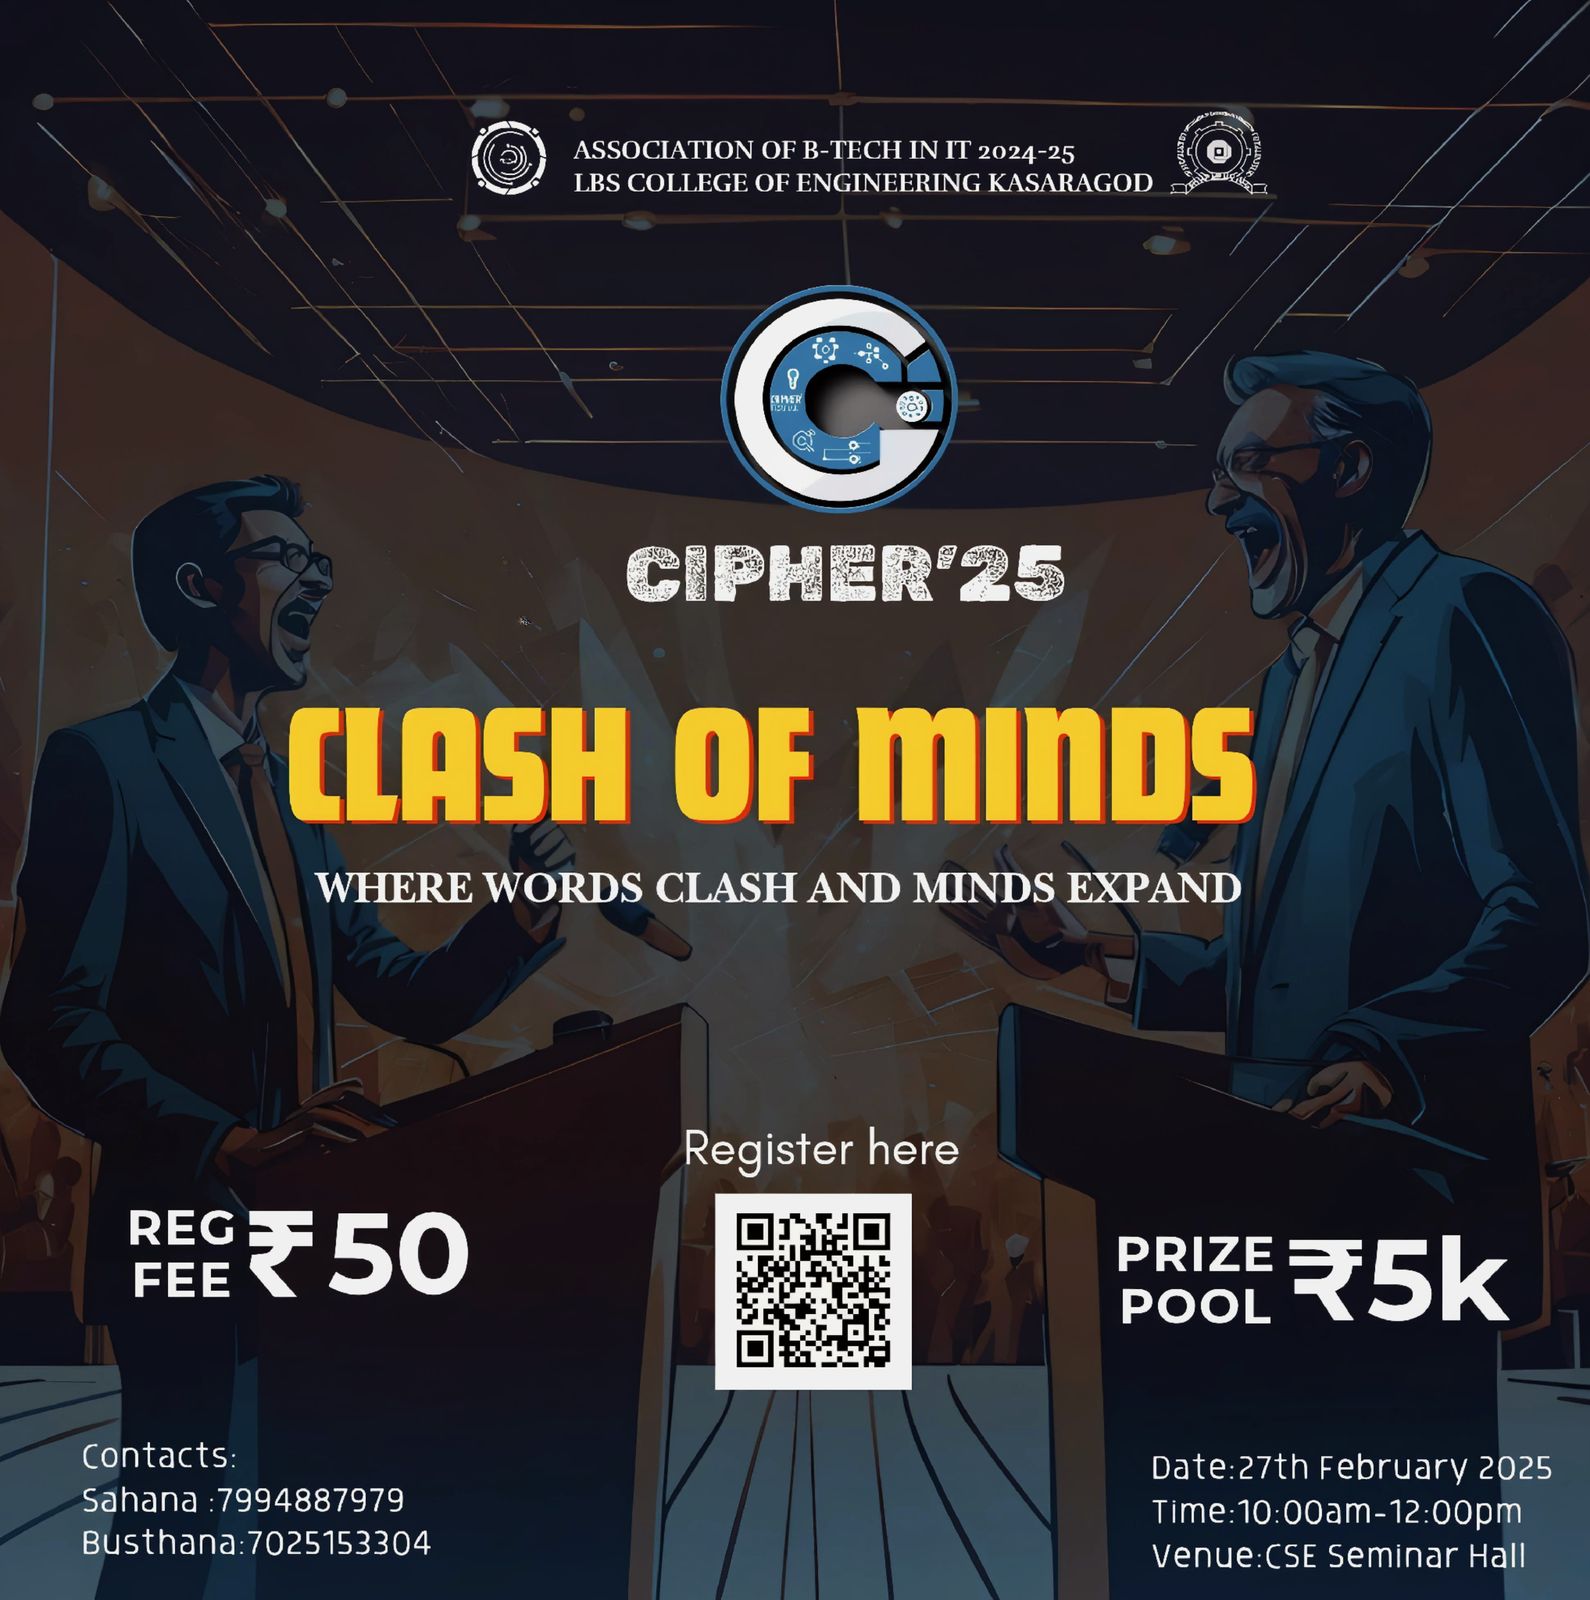 ASSOCIATION OF B-TECH IN IT 2024-25
LBS COLLEGE OF ENGINEERING KASARAGOD
CIPHER'25
CLASH OF MINDS
WHERE WORDS CLASH AND MINDS EXPAND
Register here
REG
FEE ₹50
PRIZE
POOL ₹5k
Contacts:
Sahana :7994887979
Busthana:7025153304
Date:27th February 2025
Time:10:00am-12:00pm
Venue:CSE Seminar Hall